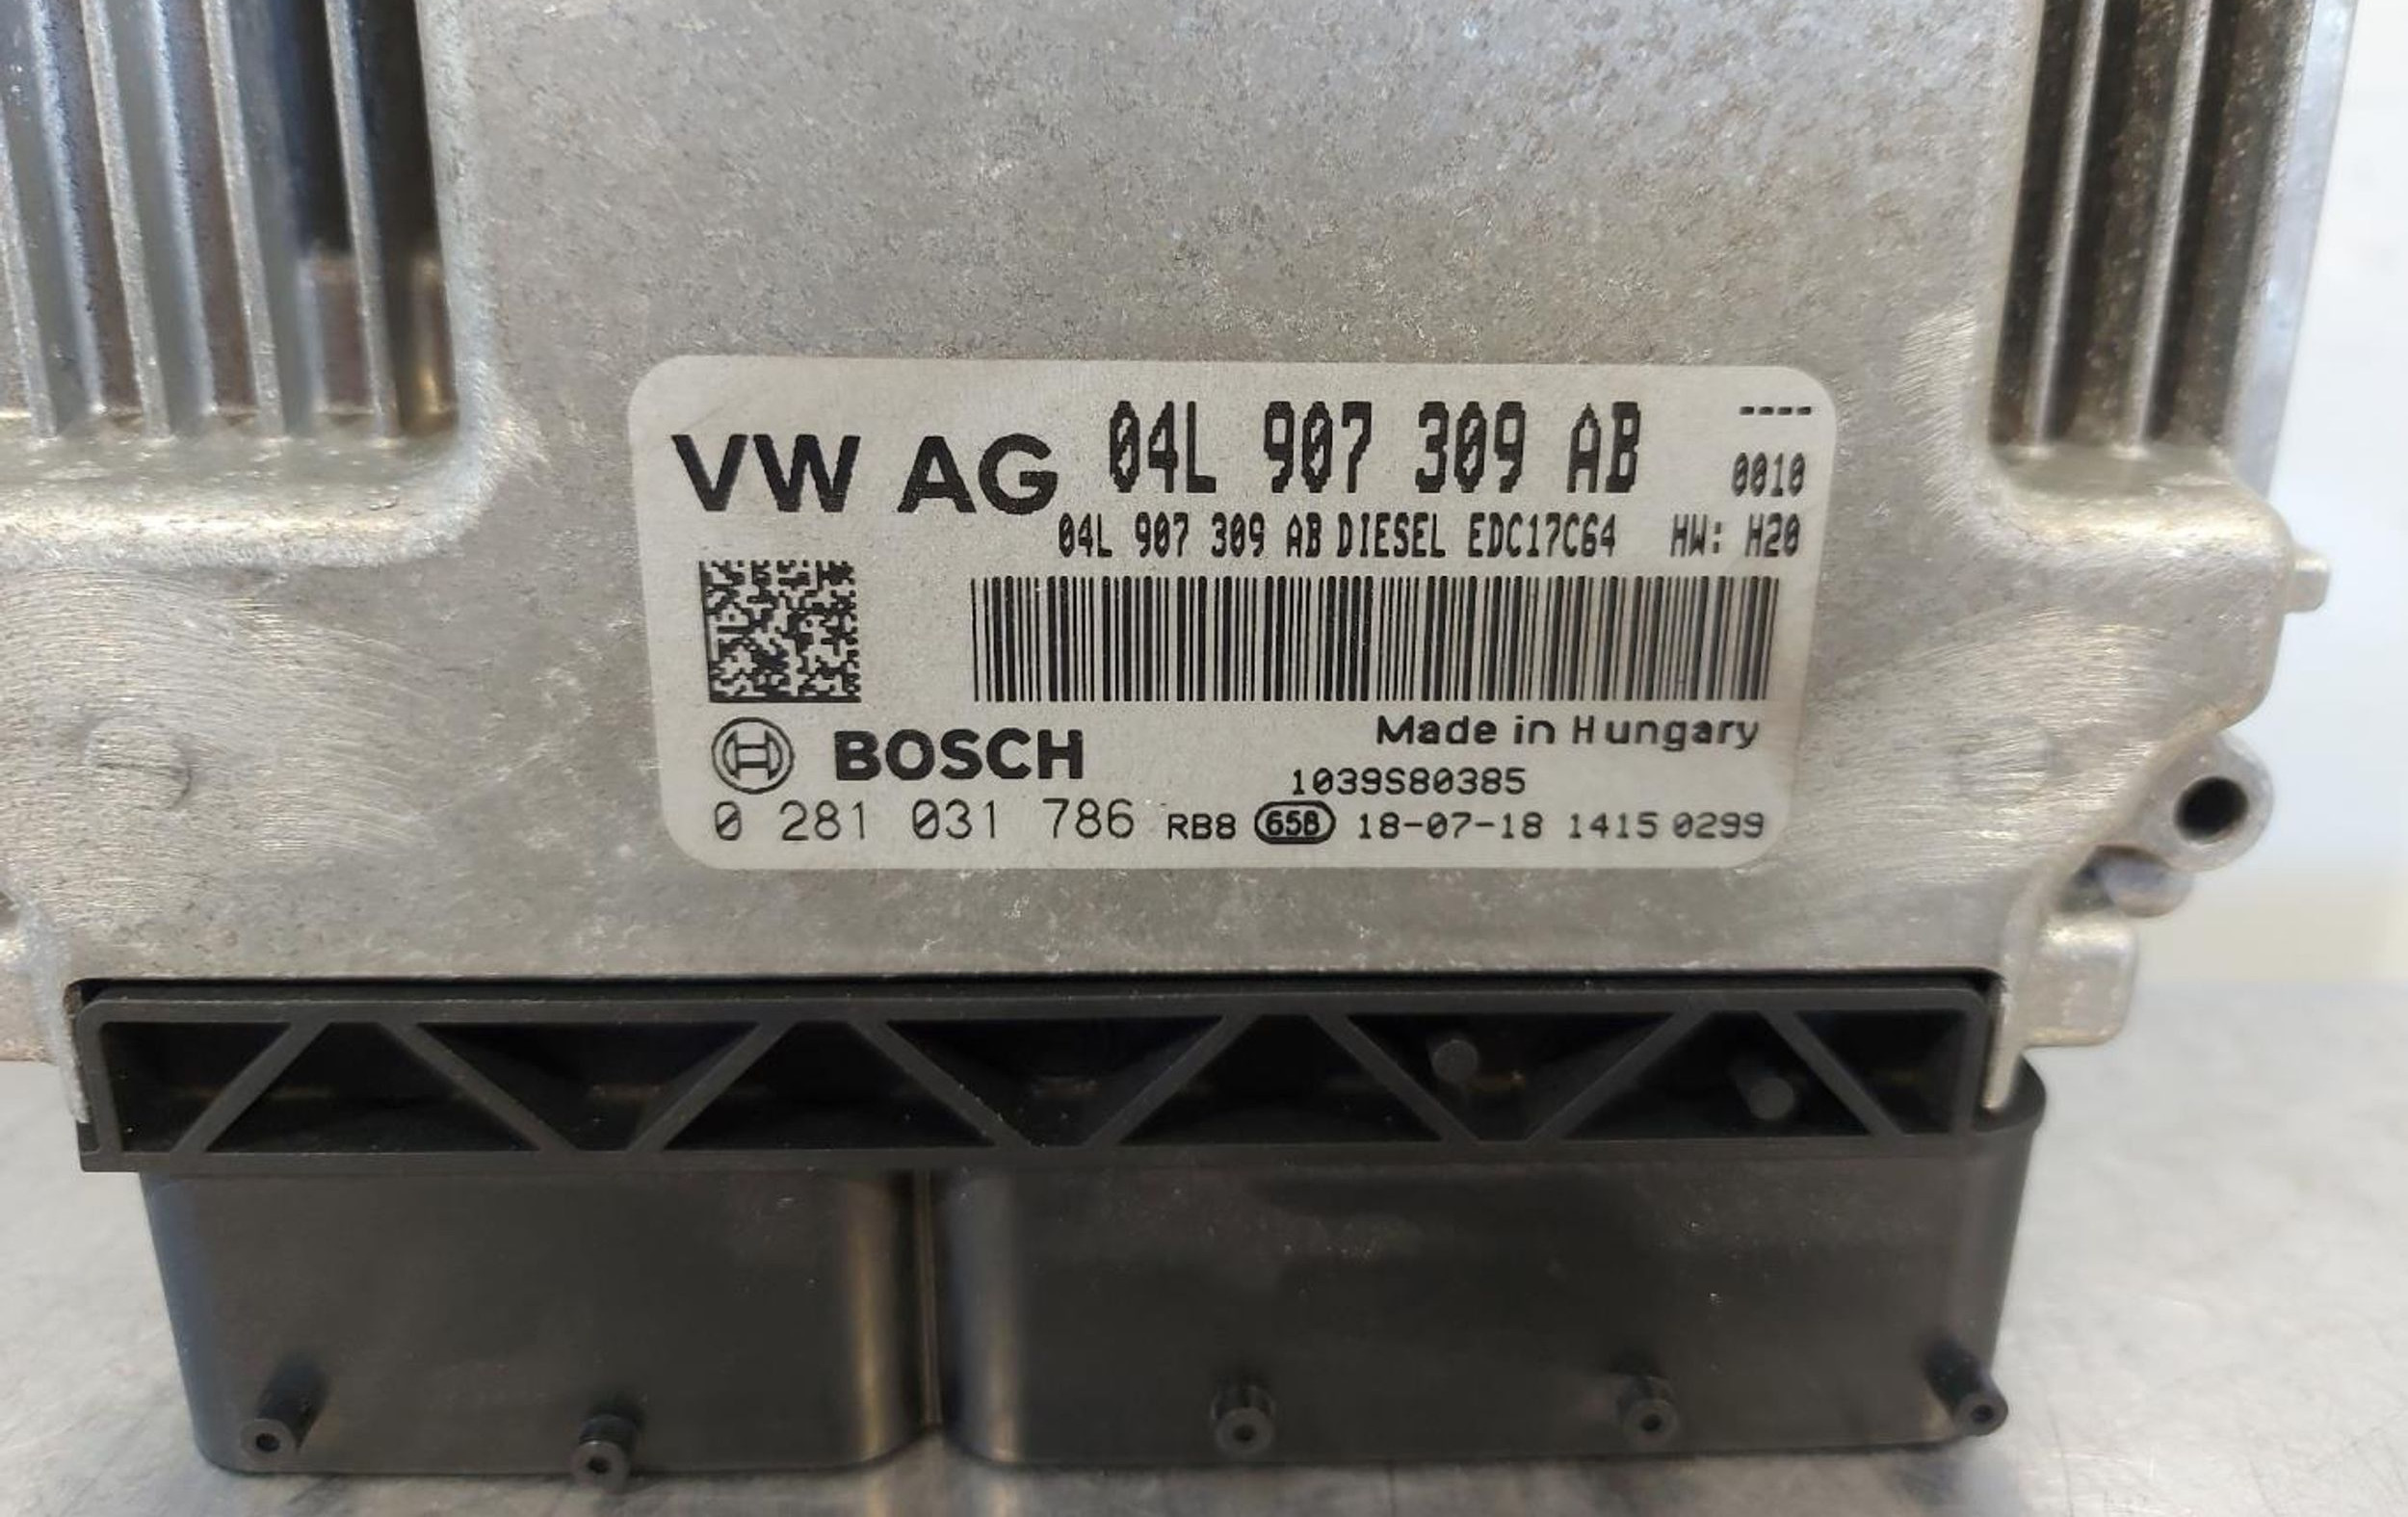 VW AG 04L 907 309 AB ----
0010
04L 907 309 AB DIESEL EDC17C64 HW: H20
Made in Hungary
BOSCH
1039S80385
0 281 031 786 RB8 658 18-07-18 1415 0299